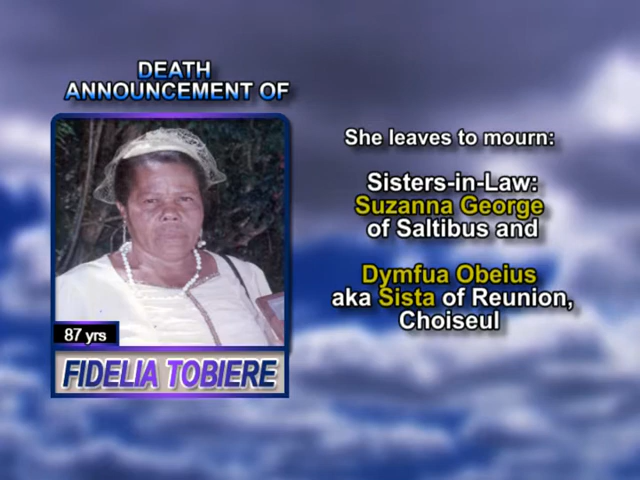 DEATH
ANNOUNCEMENT OF
87 yrs
FIDELIA TOBIERE
She leaves to mourn:
Sisters-in-Law:
Suzanna George
of Saltibus and
Dymfua Obeius
aka Sista of Reunion,
Choiseul